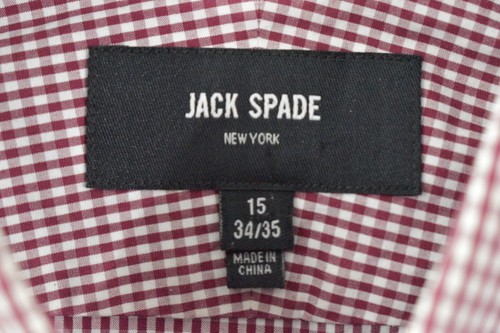 JACK SPADE
NEW YORK
15
34/35
MADE IN
CHINA